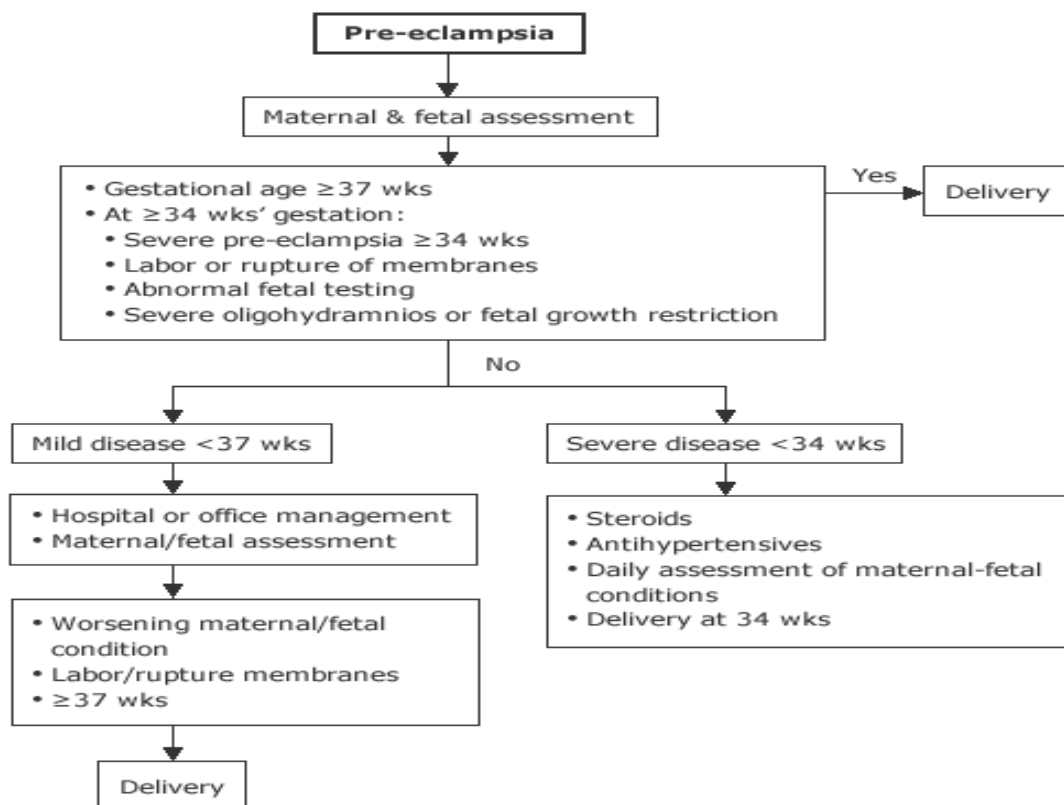 Pre-eclampsia
Maternal & fetal assessment
• Gestational age ≥37 wks
• At ≥34 wks’ gestation:
• Severe pre-eclampsia ≥34 wks
• Labor or rupture of membranes
• Abnormal fetal testing
• Severe oligohydramnios or fetal growth restriction
Yes
Delivery
No
Mild disease <37 wks
• Hospital or office management
• Maternal/fetal assessment
• Worsening maternal/fetal
condition
• Labor/rupture membranes
• ≥37 wks
Delivery
Severe disease <34 wks
• Steroids
• Antihypertensives
• Daily assessment of maternal-fetal
conditions
• Delivery at 34 wks